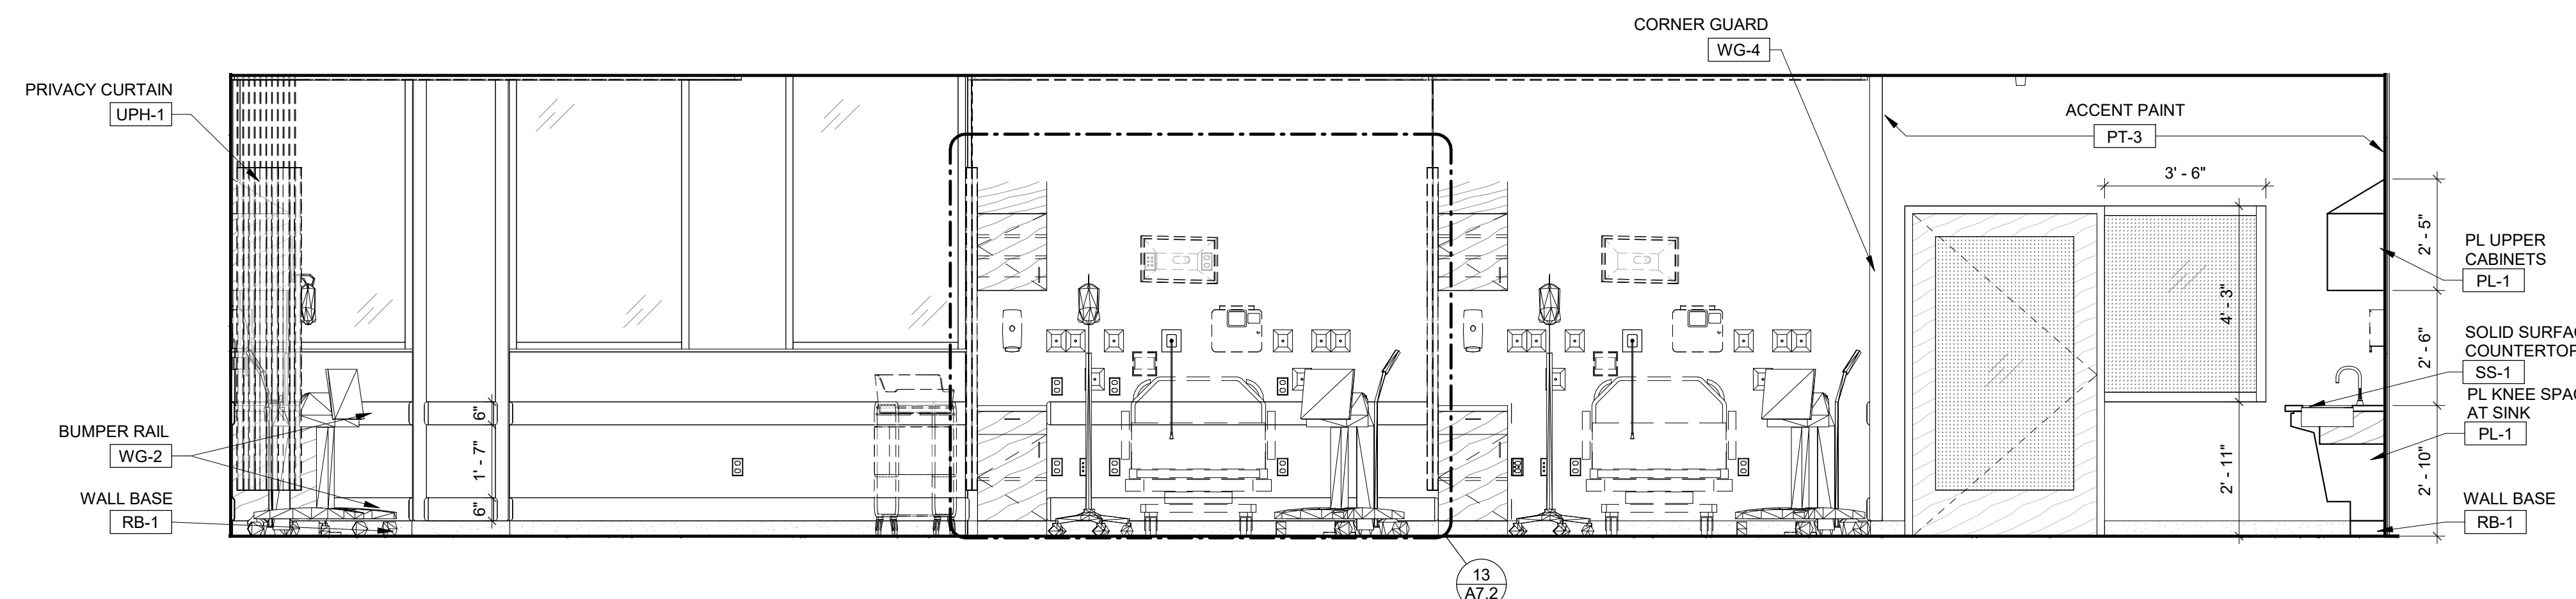 CORNER GUARD
WG-4
PRIVACY CURTAIN
UPH-1
ACCENT PAINT
PT-3
3' - 6"
2' - 5"
4' - 3"
PL UPPER
CABINETS
PL-1
2' - 6"
SOLID SURFAC
COUNTERTOP
SS-1
PL KNEE SPAC
AT SINK
PL-1
BUMPER RAIL
WG-2
6"
1' - 7"
6"
2' - 11"
2' - 10"
WALL BASE
RB-1
WALL BASE
RB-1
13
A7.2